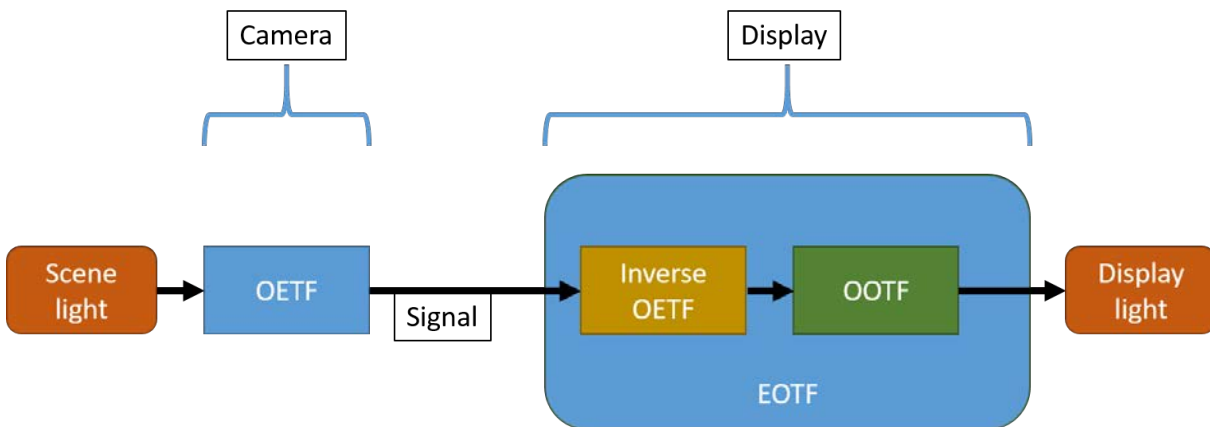 Camera
Display
Scene
light
OETF
Signal
Inverse
OETF
OOTF
EOTF
Display
light